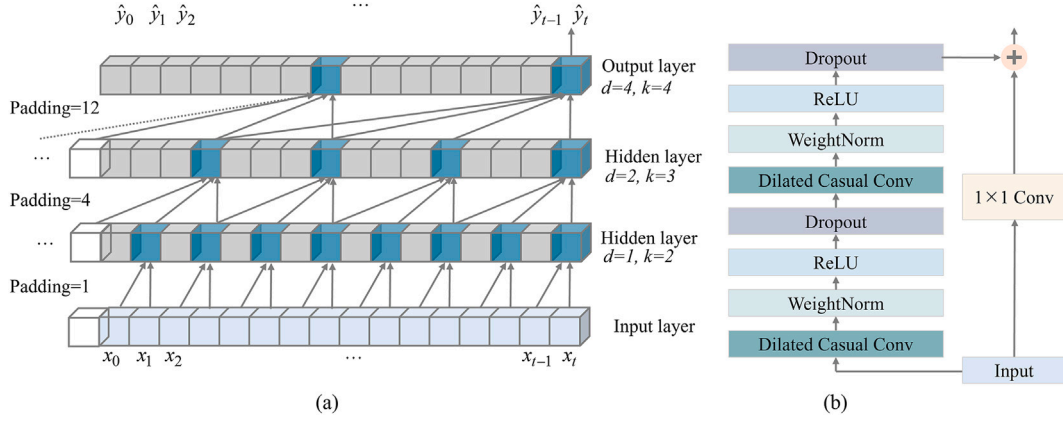 ŷ₀ ŷ₁ ŷ₂ ... ŷₜ₋₁ ŷₜ
Output layer
d=4, k=4
Padding=12
...
Hidden layer
d=2, k=3
Padding=4
...
Hidden layer
d=1, k=2
Padding=1
Input layer
x₀ x₁ x₂ ... xₜ₋₁ xₜ
(a)
Dropout
+
ReLU
WeightNorm
Dilated Casual Conv
1×1 Conv
Dropout
ReLU
WeightNorm
Dilated Casual Conv
Input
(b)